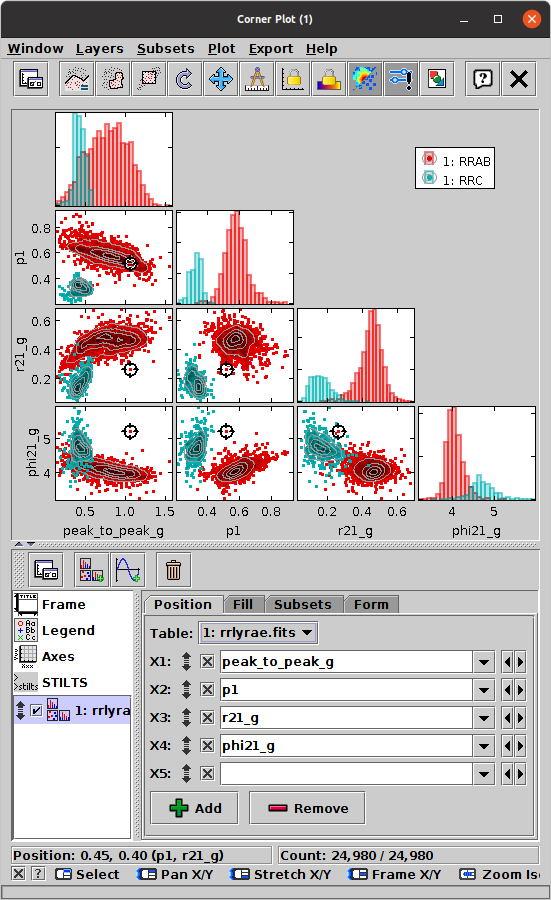 Corner Plot (1)
Window Layers Subsets Plot Export Help
1: RRAB
1: RRC
p1
0.8
0.6
0.4
r21_g
0.6
0.4
0.2
phi21_g
5
4
0.5 1.0 1.5 0.4 0.6 0.8 0.2 0.4 0.6 4 5
peak_to_peak_g p1 r21_g phi21_g
TITLE Frame
Legend
Axes
>stilts STILTS
1: rrlyra
Position Fill Subsets Form
Table: 1: rrlyrae.fits
X1: peak_to_peak_g
X2: p1
X3: r21_g
X4: phi21_g
X5:
Add Remove
Position: 0.45, 0.40 (p1, r21_g) Count: 24,980 / 24,980
Select Pan X/Y Stretch X/Y Frame X/Y Zoom Iso